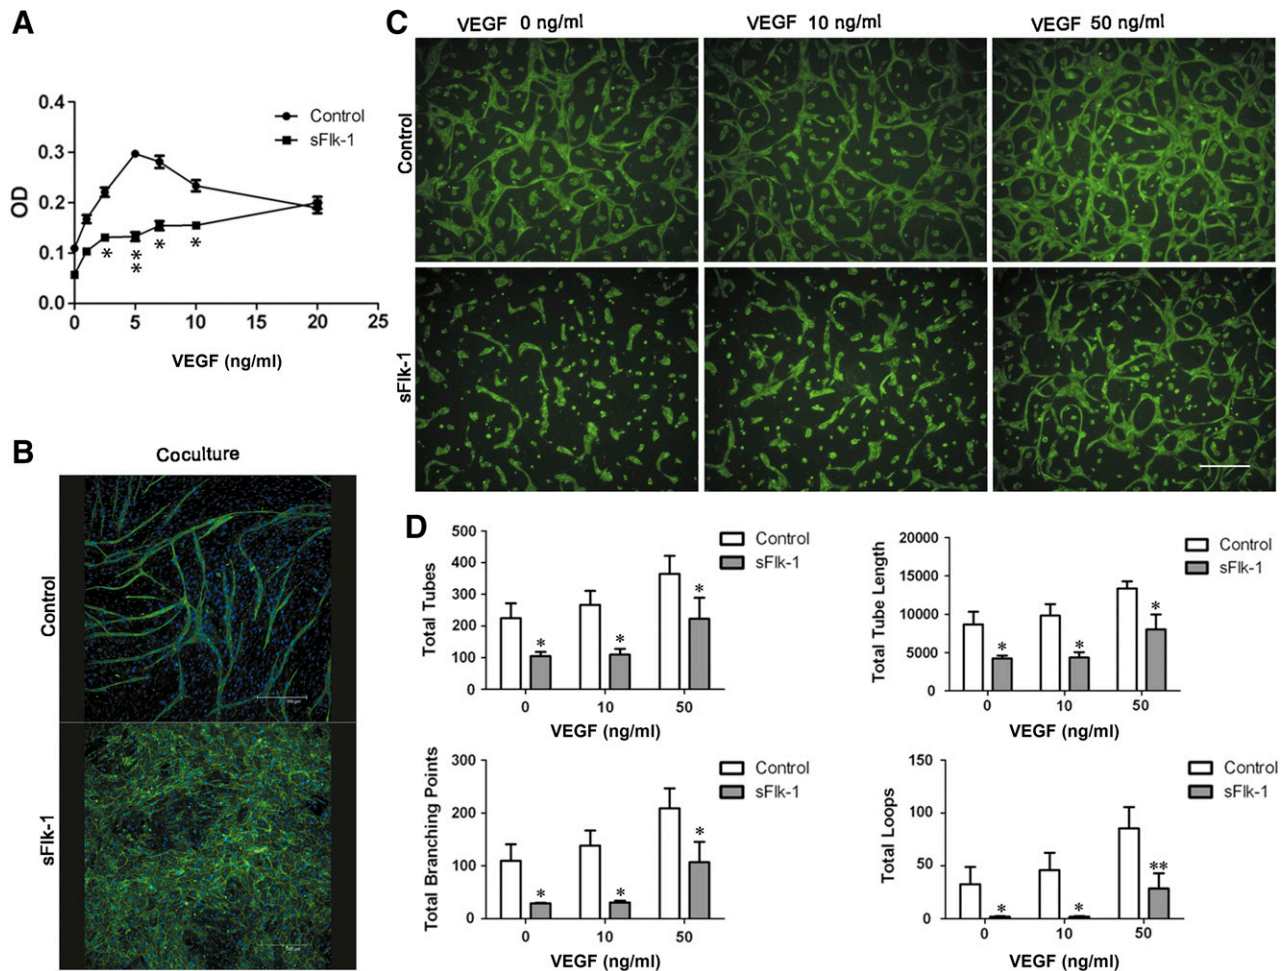 A
0.4
0.3
0.2
0.1
0.0
OD
0 5 10 15 20 25
VEGF (ng/ml)
Control
sFlk-1
*
*
*
*
*
B
Coculture
Control
sFlk-1
C
VEGF 0 ng/ml
VEGF 10 ng/ml
VEGF 50 ng/ml
Control
sFlk-1
D
500
400
300
200
100
0
Total Tubes
0 10 50
VEGF (ng/ml)
Control
sFlk-1
*
*
*
20000
15000
10000
5000
0
Total Tube Length
0 10 50
VEGF (ng/ml)
Control
sFlk-1
*
*
*
300
200
100
0
Total Branching Points
0 10 50
VEGF (ng/ml)
Control
sFlk-1
*
*
*
150
100
50
0
Total Loops
0 10 50
VEGF (ng/ml)
Control
sFlk-1
*
*
**